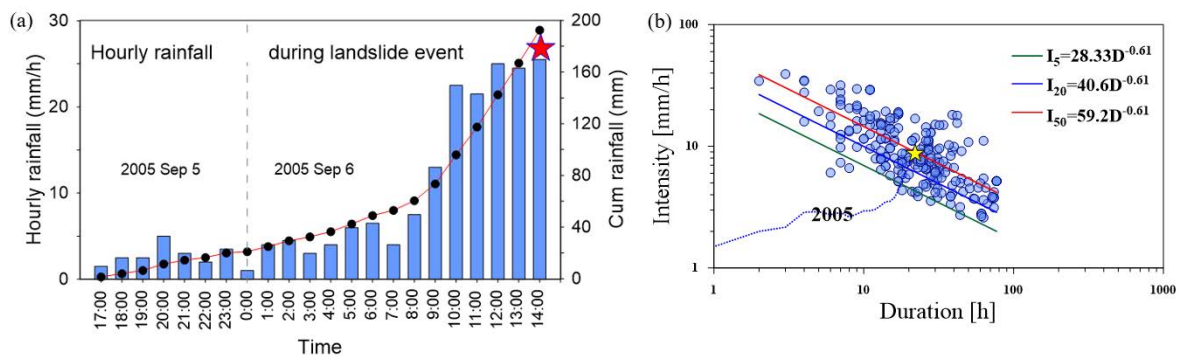 (a)
Hourly rainfall during landslide event
2005 Sep 5
2005 Sep 6
Hourly rainfall (mm/h)
30
25
20
15
10
5
0
Cum rainfall (mm)
200
160
120
80
40
0
17:00 18:00 19:00 20:00 21:00 22:00 23:00 0:00 1:00 2:00 3:00 4:00 5:00 6:00 7:00 8:00 9:00 10:00 11:00 12:00 13:00 14:00
Time
(b)
Intensity [mm/h]
100
10
1
I5=28.33D-0.61
I20=40.6D-0.61
I50=59.2D-0.61
2005
1 10 100 1000
Duration [h]